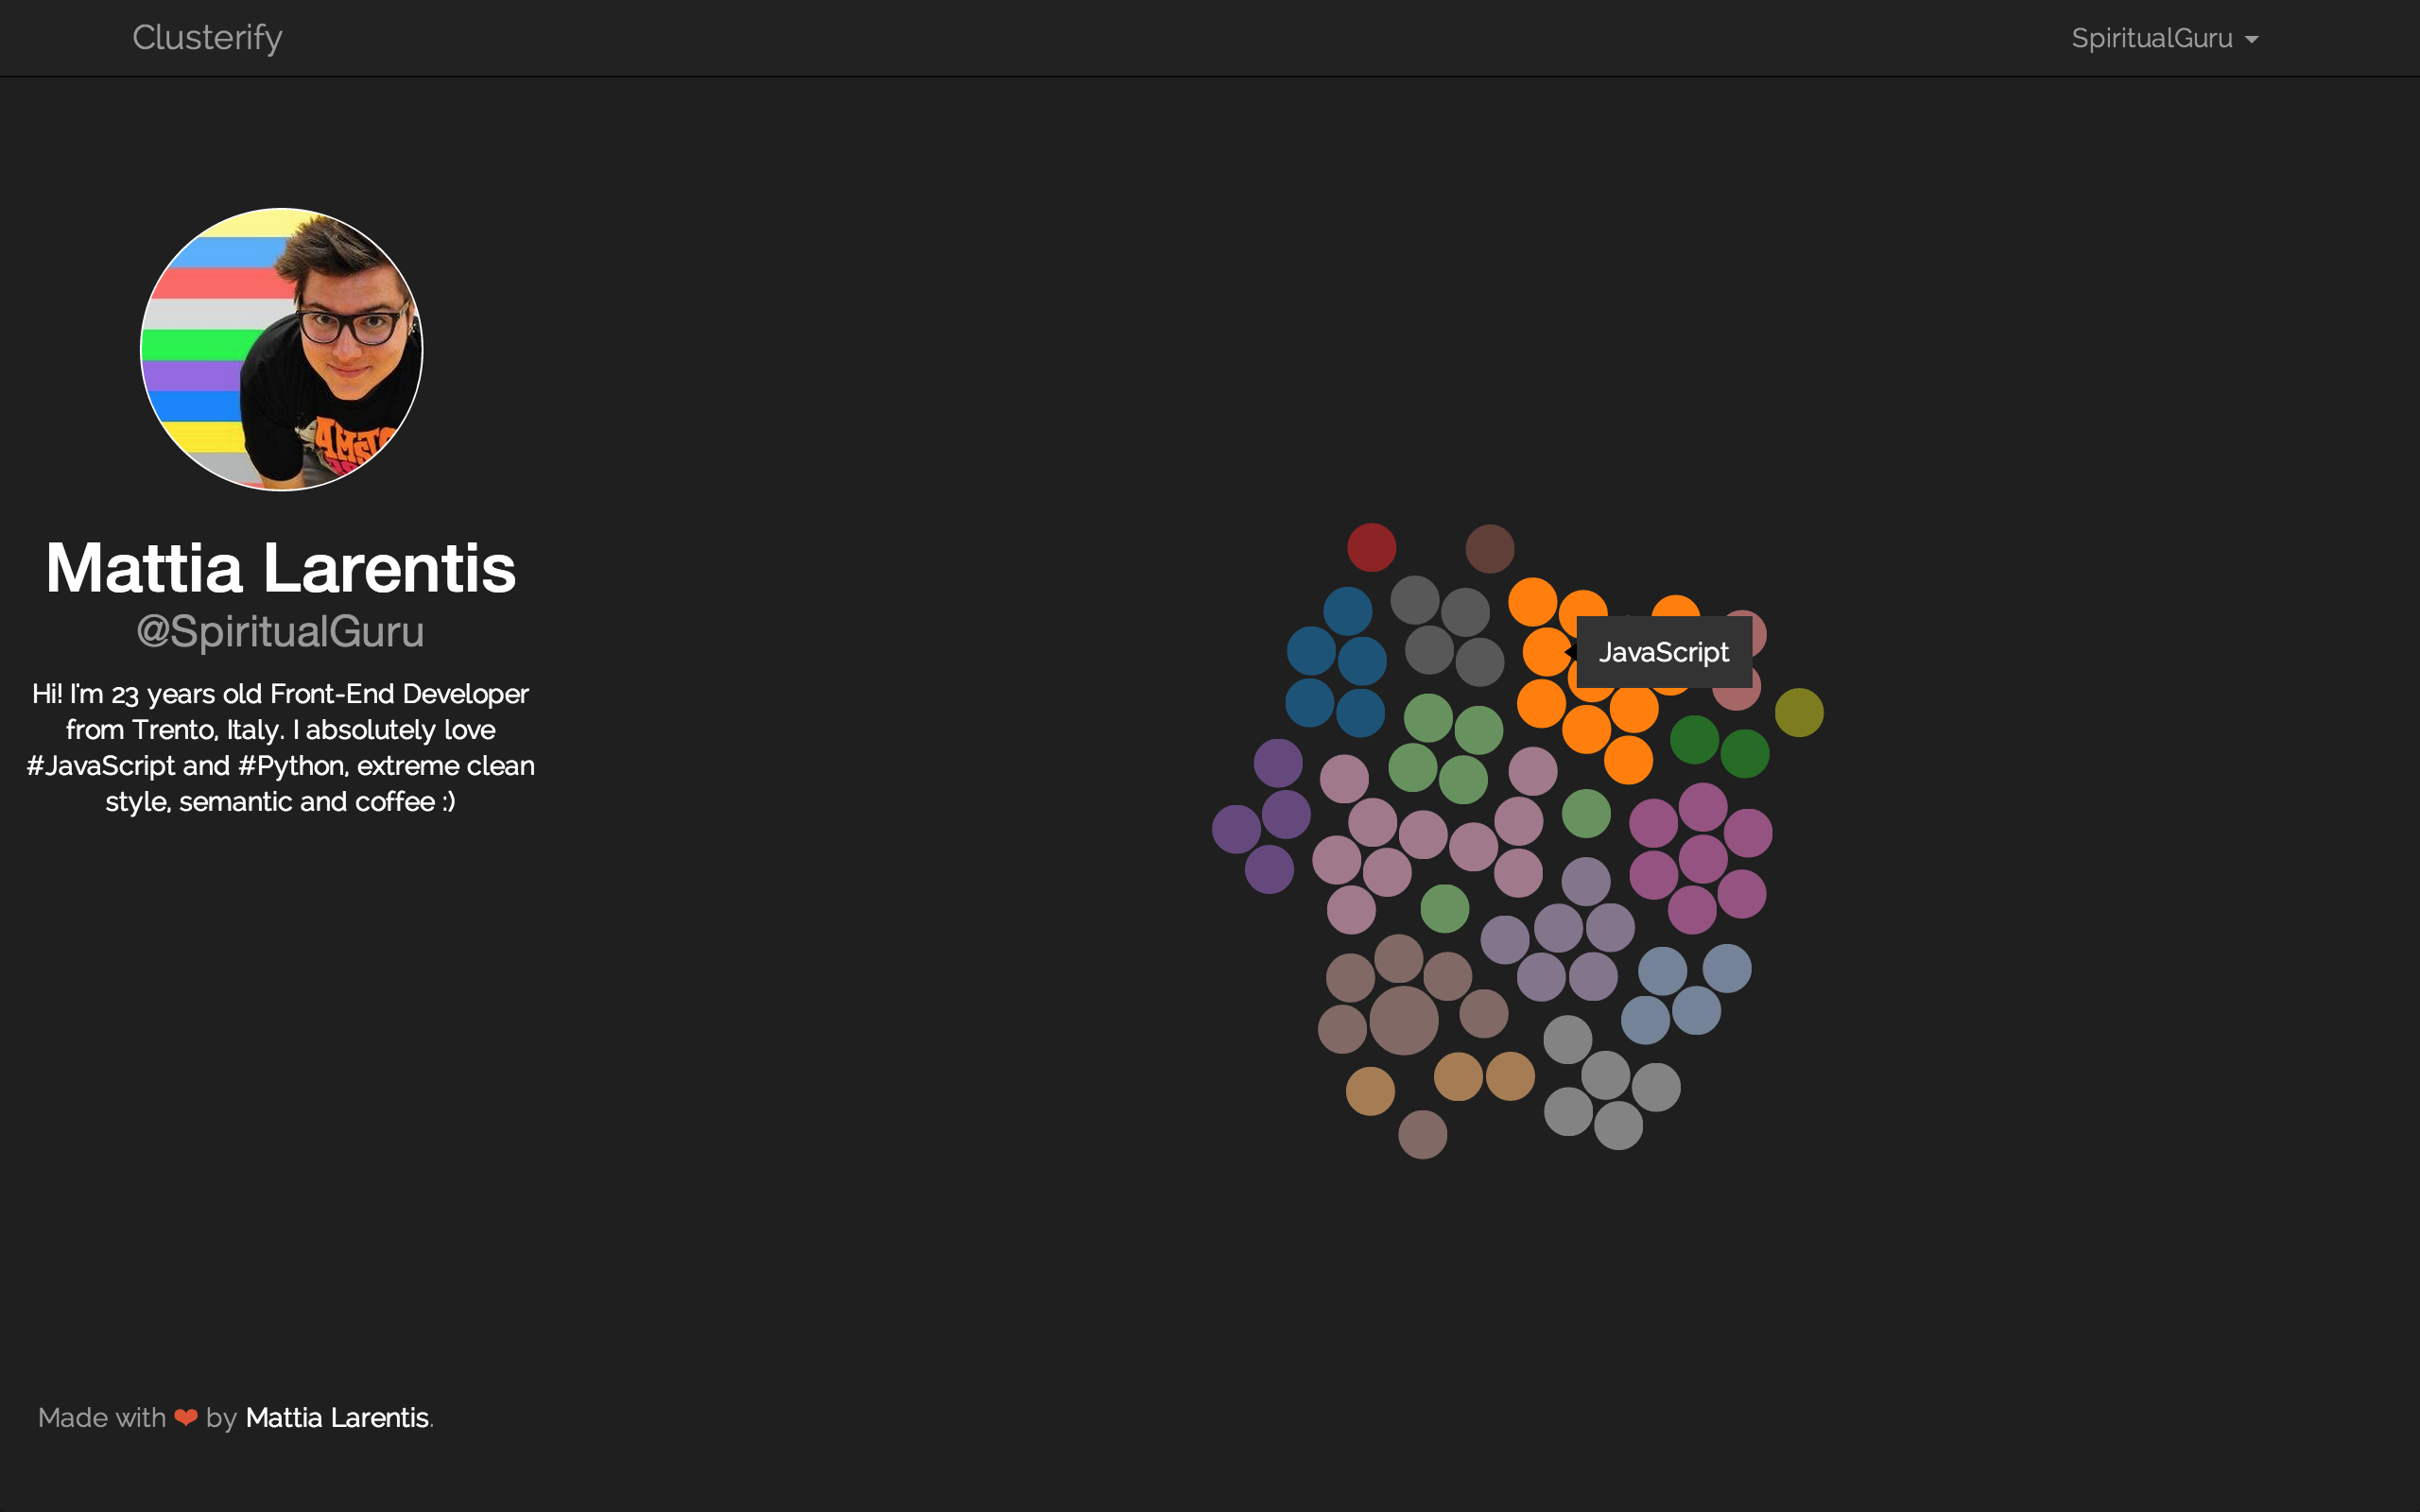 Clusterify
SpiritualGuru
Mattia Larentis
@SpiritualGuru
Hi! I'm 23 years old Front-End Developer
from Trento, Italy. I absolutely love
#JavaScript and #Python, extreme clean
style, semantic and coffee :)
JavaScript
Made with ❤ by Mattia Larentis.